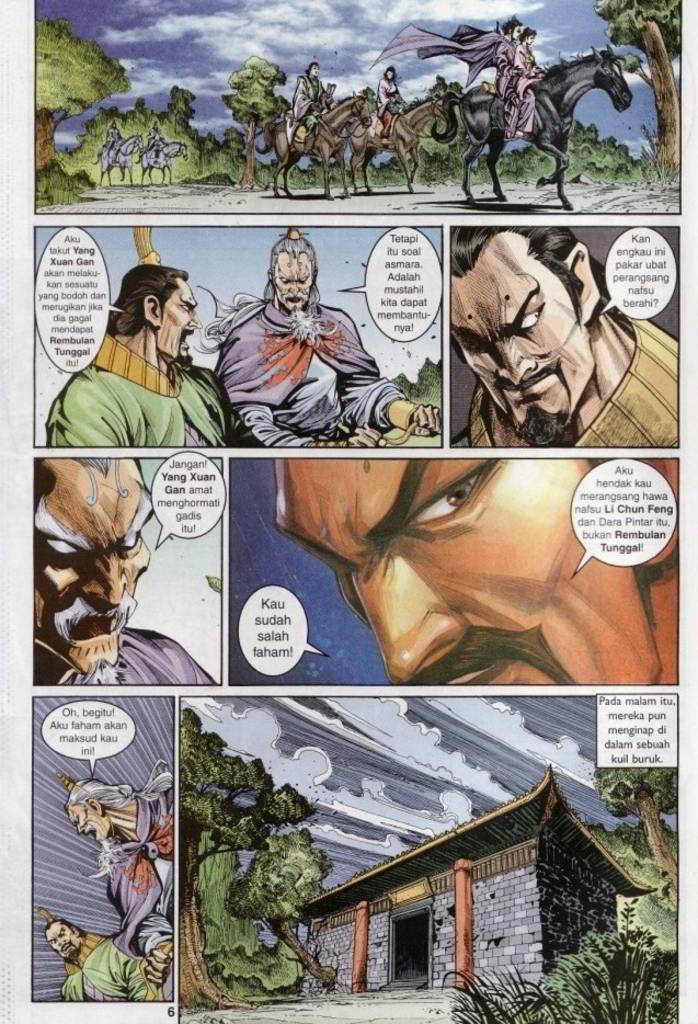 Aku
takut Yang
Xuan Gan
akan melaku-
kan sesuatu
yang bodoh dan
merugikan jika
dia gagal
mendapat
Rembulan
Tunggal
itu!
Tetapi
itu soal
asmara.
Adalah
mustahil
kita dapat
membantu-
nya!
Kan
engkau ini
pakar ubat
perangsang
nafsu
berahi?
Jangan!
Yang Xuan
Gan amat
menghormati
gadis
itu!
Kau
sudah
salah
faham!
Aku
hendak kau
merangsang hawa
nafsu Li Chun Feng
dan Dara Pintar itu,
bukan Rembulan
Tunggal!
Oh, begitu!
Aku faham akan
maksud kau
ini!
Pada malam itu,
mereka pun
menginap di
dalam sebuah
kuil buruk.
6